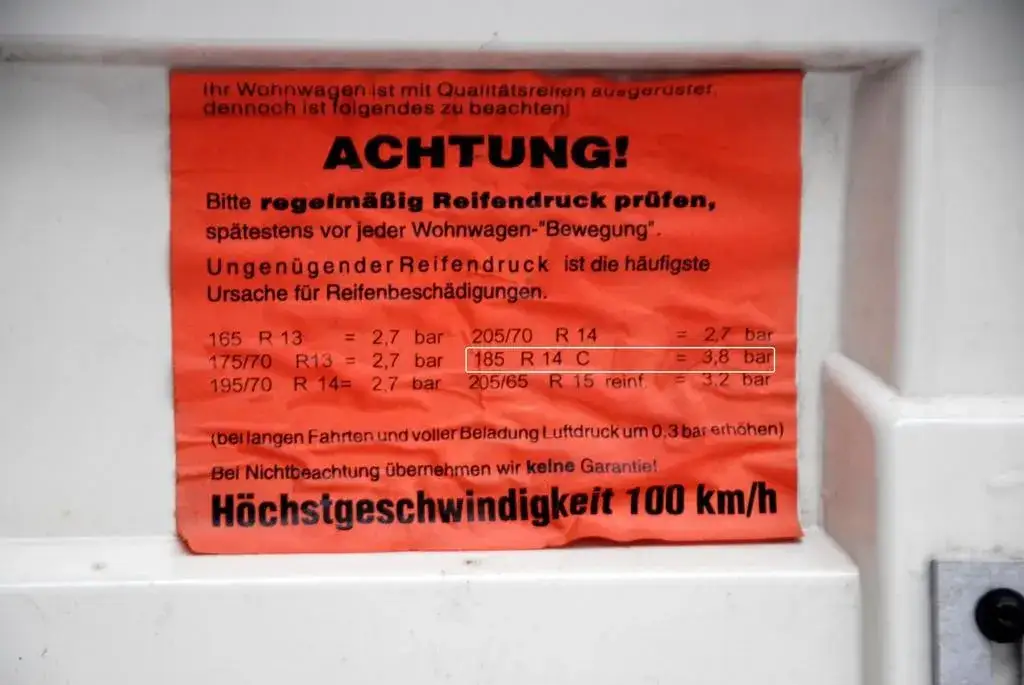 Ihr Wohnwagen ist mit Qualitätsreifen ausgerüstet,
dennoch ist folgendes zu beachten:
ACHTUNG!
Bitte regelmäßig Reifendruck prüfen,
spätestens vor jeder Wohnwagen-"Bewegung".
Ungenügender Reifendruck ist die häufigste
Ursache für Reifenbeschädigungen.
165 R 13 = 2,7 bar 205/70 R 14 = 2,7 bar
175/70 R13 = 2,7 bar 185 R 14 C = 3,8 bar
195/70 R 14= 2,7 bar 205/65 R 15 reinf. = 3,2 bar
(bei langen Fahrten und voller Beladung Luftdruck um 0,3 bar erhöhen)
Bei Nichtbeachtung übernehmen wir keine Garantie!
Höchstgeschwindigkeit 100 km/h